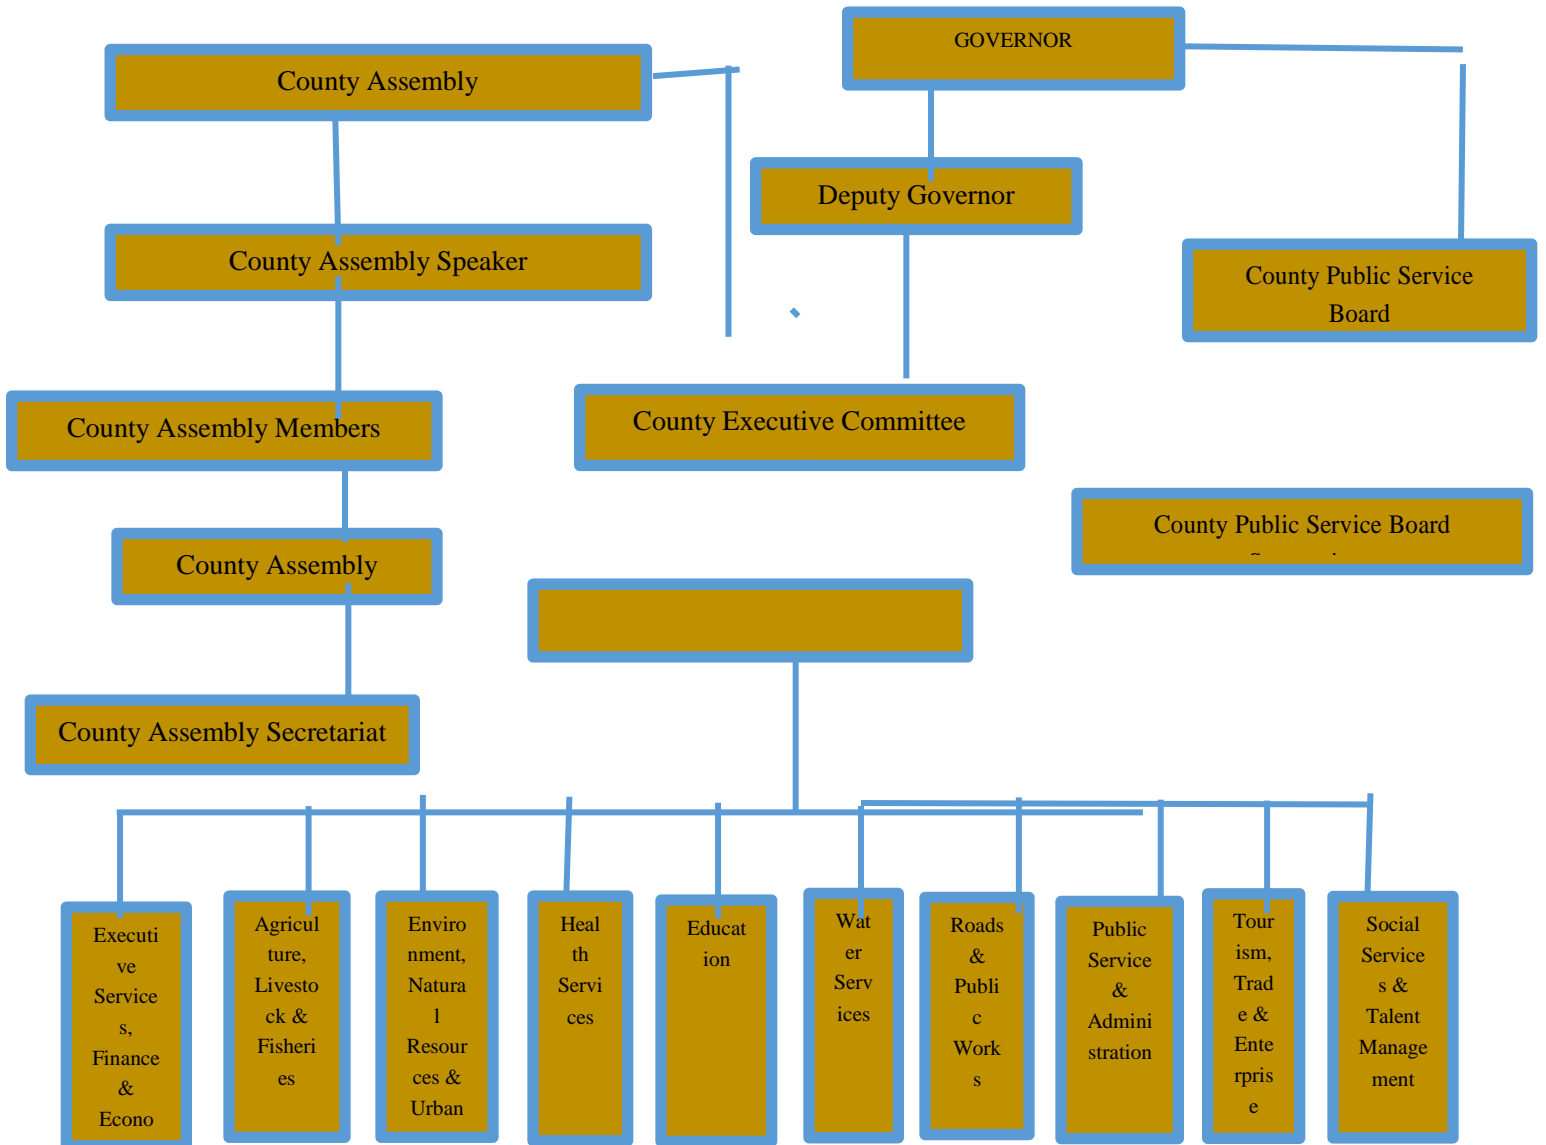 GOVERNOR
County Assembly
Deputy Governor
County Assembly Speaker
County Public Service
Board
County Assembly Members
County Executive Committee
County Public Service Board
County Assembly
County Assembly Secretariat
Executi
ve
Service
s,
Finance
&
Econo
Agricul
ture,
Livesto
ck &
Fisheri
es
Enviro
nment,
Natura
l
Resour
ces &
Urban
Heal
th
Servi
ces
Educat
ion
Wat
er
Serv
ices
Roads
&
Publi
c
Work
s
Public
Service
&
Admini
stration
Tour
ism,
Trad
e &
Ente
rpris
e
Social
Service
s &
Talent
Manage
ment